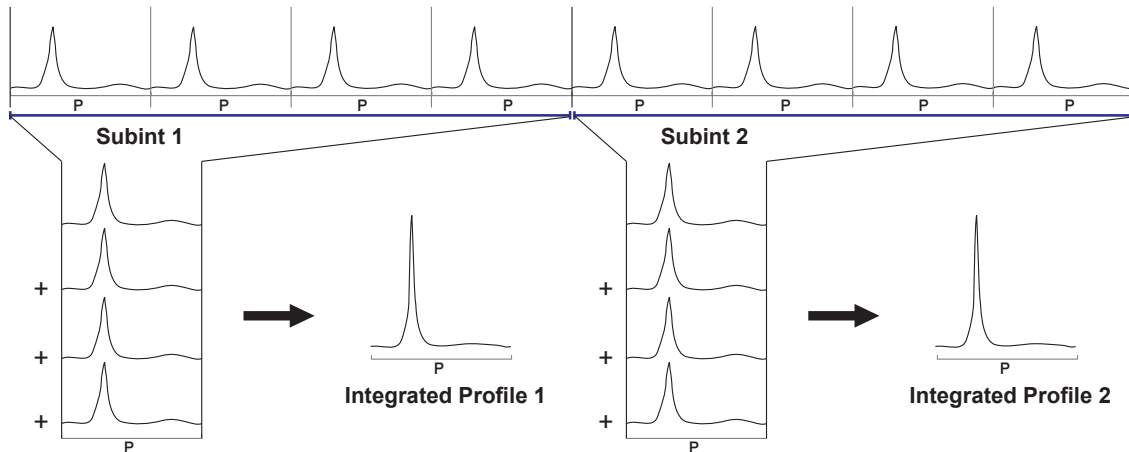 P P P P P P P P
Subint 1 Subint 2
+ +
+ +
P P
Integrated Profile 1 Integrated Profile 2
+ +
P P